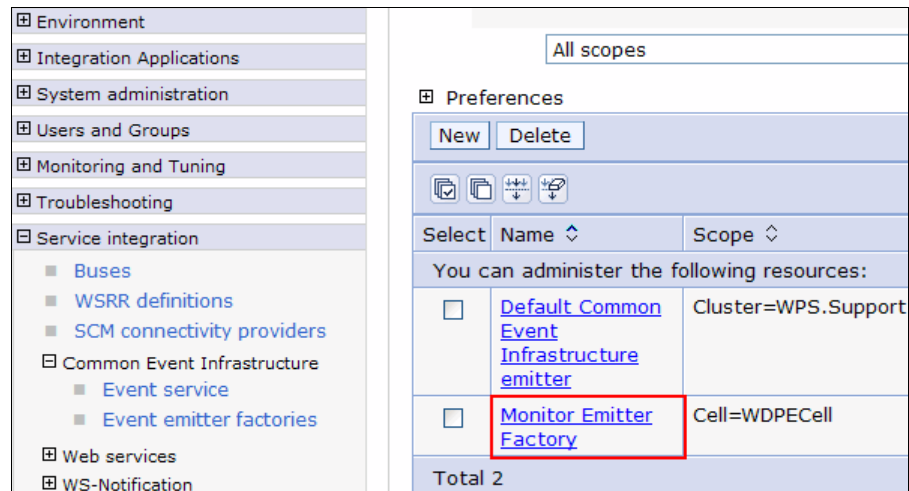 Environment
Integration Applications
System administration
Users and Groups
Monitoring and Tuning
Troubleshooting
Service integration
Buses
WSRR definitions
SCM connectivity providers
Common Event Infrastructure
Event service
Event emitter factories
Web services
WS-Notification
All scopes
Preferences
New Delete
Select Name Scope
You can administer the following resources:
Default Common Cluster=WPS.Support
Event
Infrastructure
emitter
Monitor Emitter Cell=WDPECell
Factory
Total 2